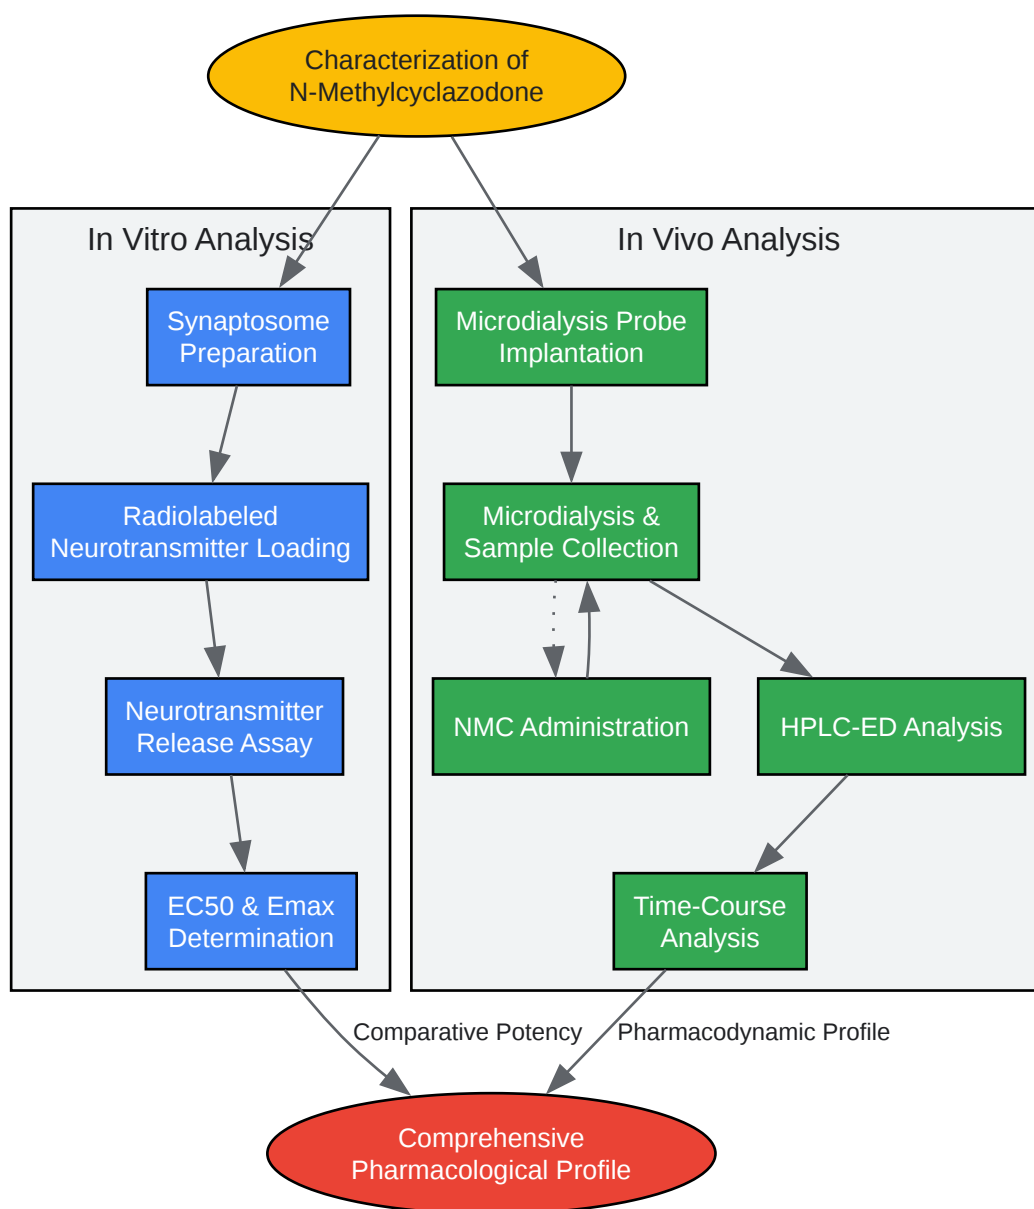 Characterization of
N-Methylcyclazodone
In Vitro Analysis
Synaptosome
Preparation
Radiolabeled
Neurotransmitter Loading
Neurotransmitter
Release Assay
EC50 & Emax
Determination
In Vivo Analysis
Microdialysis Probe
Implantation
Microdialysis &
Sample Collection
NMC Administration
HPLC-ED Analysis
Time-Course
Analysis
Comparative Potency
Pharmacodynamic Profile
Comprehensive
Pharmacological Profile